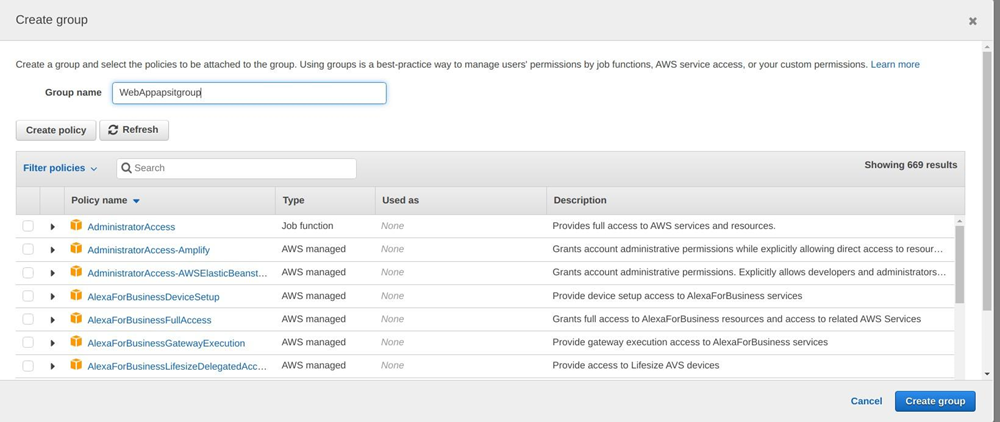 Create group
Create a group and select the policies to be attached to the group. Using groups is a best-practice way to manage users' permissions by job functions, AWS service access, or your custom permissions. Learn more
Group name WebAppapsitgroup
Create policy Refresh
Filter policies Search Showing 669 results
Policy name Type Used as Description
AdministratorAccess Job function None Provides full access to AWS services and resources.
AdministratorAccess-Amplify AWS managed None Grants account administrative permissions while explicitly allowing direct access to resour…
AdministratorAccess-AWSElasticBeanst… AWS managed None Grants account administrative permissions. Explicitly allows developers and administrators…
AlexaForBusinessDeviceSetup AWS managed None Provide device setup access to AlexaForBusiness services
AlexaForBusinessFullAccess AWS managed None Grants full access to AlexaForBusiness resources and access to related AWS Services
AlexaForBusinessGatewayExecution AWS managed None Provide gateway execution access to AlexaForBusiness services
AlexaForBusinessLifesizeDelegatedAcc… AWS managed None Provide access to Lifesize AVS devices
Cancel Create group